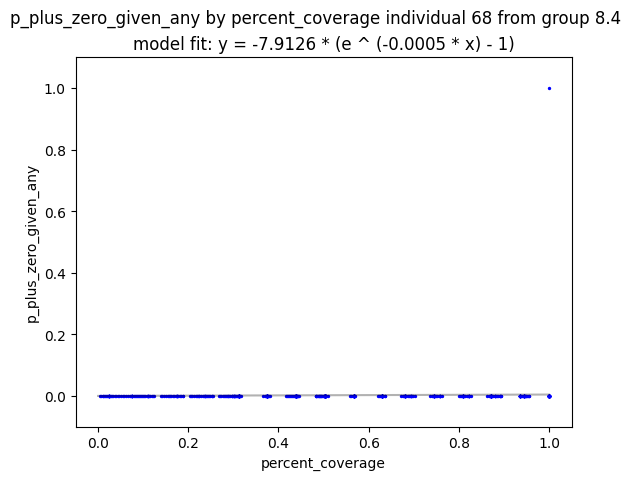 p_plus_zero_given_any by percent_coverage individual 68 from group 8.4
model fit: y = -7.9126 * (e ^ (-0.0005 * x) - 1)
p_plus_zero_given_any
1.0
0.8
0.6
0.4
0.2
0.0
0.0 0.2 0.4 0.6 0.8 1.0
percent_coverage